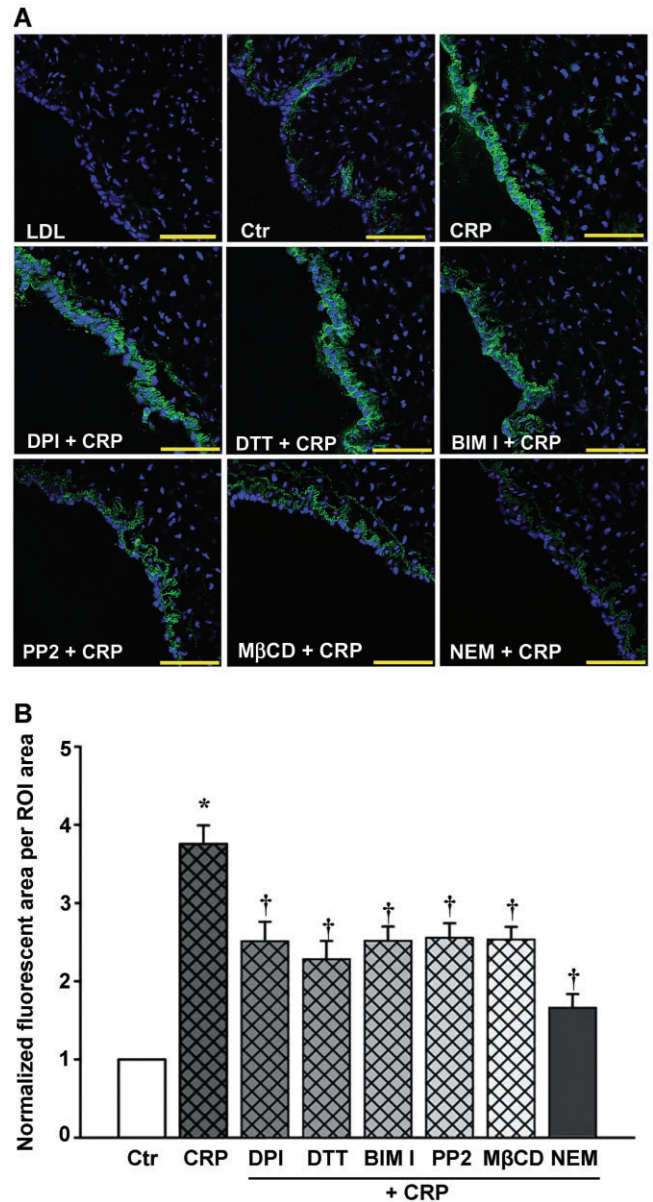 A
LDL
Ctr
CRP
DPI + CRP
DTT + CRP
BIM I + CRP
PP2 + CRP
MβCD + CRP
NEM + CRP
B
Normalized fluorescent area per ROI area
5
4
3
2
1
0
*
†
†
†
†
†
†
Ctr CRP DPI DTT BIM I PP2 MβCD NEM
+ CRP